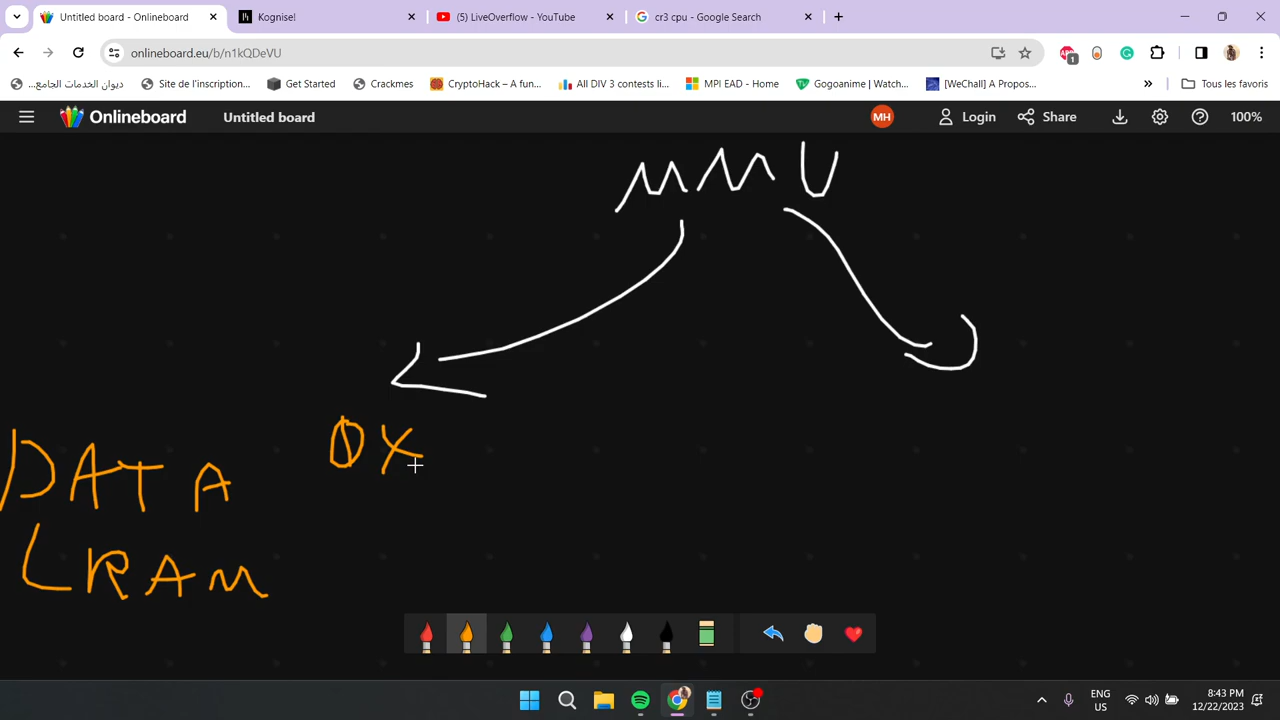 Untitled board - Onlineboard
Kognise!
(5) LiveOverflow - YouTube
cr3 cpu - Google Search
onlineboard.eu/b/n1kQDeVU
1
ديوان الخدمات الجامع...
Site de l'inscription...
Get Started
Crackmes
CryptoHack – A fun...
All DIV 3 contests li...
MPI EAD - Home
Gogoanime | Watch...
[WeChall] A Propos...
»
Tous les favoris
Onlineboard
Untitled board
MH
Login
Share
100%
MMU
0X
DATA
RAM
ENG
US
8:43 PM
12/22/2023